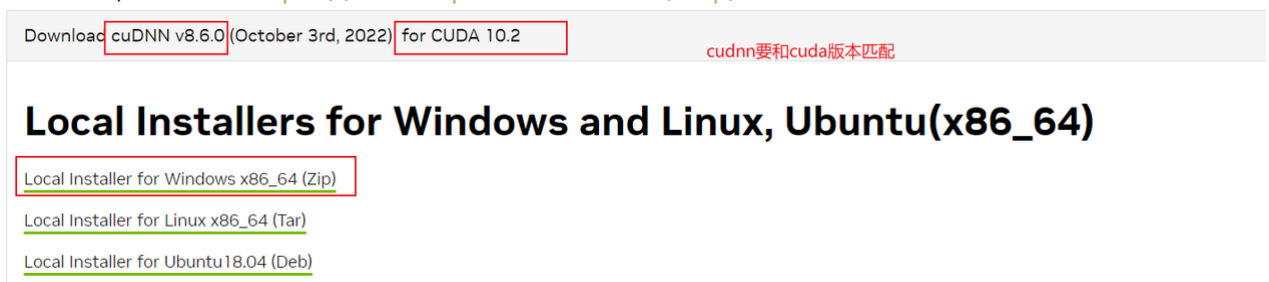 Download cuDNN v8.6.0 (October 3rd, 2022) for CUDA 10.2
cudnn要和cuda版本匹配
Local Installers for Windows and Linux, Ubuntu(x86_64)
Local Installer for Windows x86_64 (Zip)
Local Installer for Linux x86_64 (Tar)
Local Installer for Ubuntu18.04 (Deb)